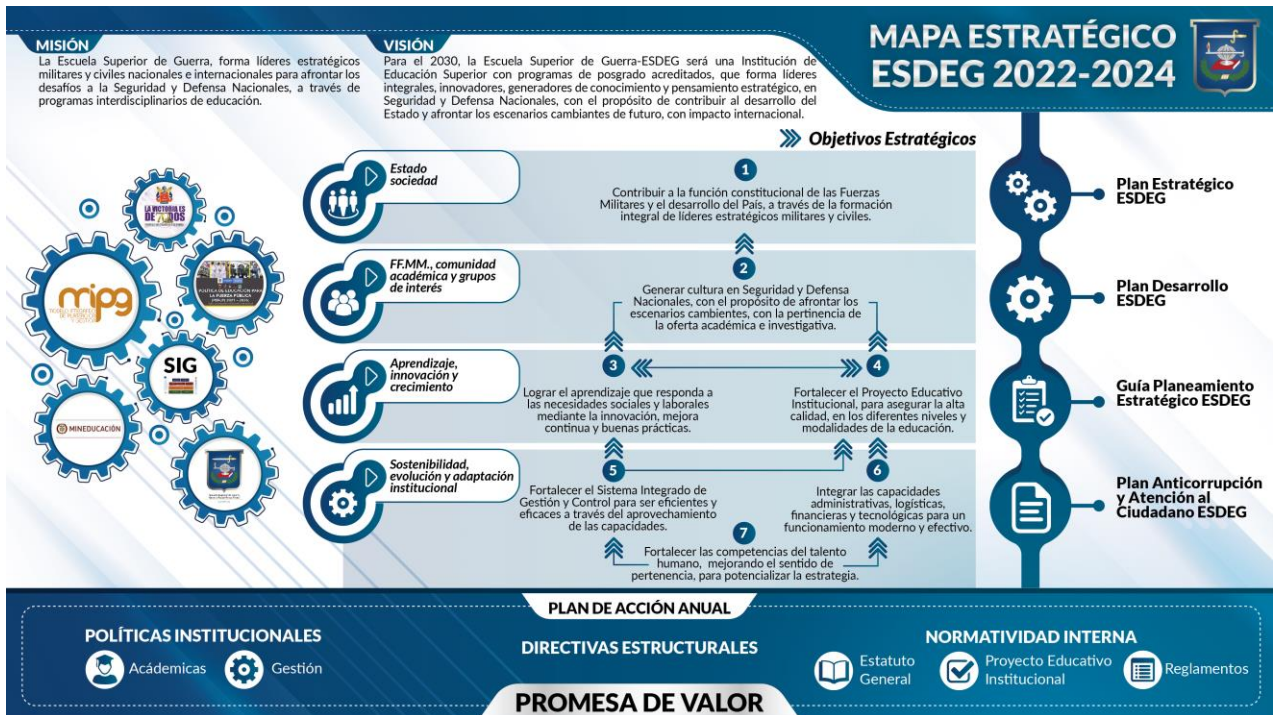 MISIÓN
La Escuela Superior de Guerra, forma líderes estratégicos
militares y civiles nacionales e internacionales para afrontar los
desafíos a la Seguridad y Defensa Nacionales, a través de
programas interdisciplinarios de educación.
VISIÓN
Para el 2030, la Escuela Superior de Guerra-ESDEG será una Institución de
Educación Superior con programas de posgrado acreditados, que forma líderes
integrales, innovadores, generadores de conocimiento y pensamiento estratégico, en
Seguridad y Defensa Nacionales, con el propósito de contribuir al desarrollo del
Estado y afrontar los escenarios cambiantes de futuro, con impacto internacional.
MAPA ESTRATÉGICO
ESDEG 2022-2024
Objetivos Estratégicos
LA VICTORIA ES
DE TODOS
mipg
POLÍTICA DE EDUCACIÓN PARA
LA FUERZA PÚBLICA
SIG
MINEDUCACIÓN
Estado
sociedad
1
Contribuir a la función constitucional de las Fuerzas
Militares y el desarrollo del País, a través de la formación
integral de líderes estratégicos militares y civiles.
FF.MM., comunidad
académica y grupos
de interés
2
Generar cultura en Seguridad y Defensa
Nacionales, con el propósito de afrontar los
escenarios cambientes, con la pertinencia de
la oferta académica e investigativa.
Aprendizaje,
innovación y
crecimiento
3
Lograr el aprendizaje que responda a
las necesidades sociales y laborales
mediante la innovación, mejora
continua y buenas prácticas.
4
Fortalecer el Proyecto Educativo
Institucional, para asegurar la alta
calidad, en los diferentes niveles y
modalidades de la educación.
Sostenibilidad,
evolución y adaptación
institucional
5
Fortalecer el Sistema Integrado de
Gestión y Control para ser eficientes y
eficaces a través del aprovechamiento
de las capacidades.
6
Integrar las capacidades
administrativas, logísticas,
financieras y tecnológicas para un
funcionamiento moderno y efectivo.
7
Fortalecer las competencias del talento
humano, mejorando el sentido de
pertenencia, para potencializar la estrategia.
Plan Estratégico
ESDEG
Plan Desarrollo
ESDEG
Guía Planeamiento
Estratégico ESDEG
Plan Anticorrupción
y Atención al
Ciudadano ESDEG
PLAN DE ACCIÓN ANUAL
POLÍTICAS INSTITUCIONALES
Acádemicas
Gestión
DIRECTIVAS ESTRUCTURALES
NORMATIVIDAD INTERNA
Estatuto
General
Proyecto Educativo
Institucional
Reglamentos
PROMESA DE VALOR